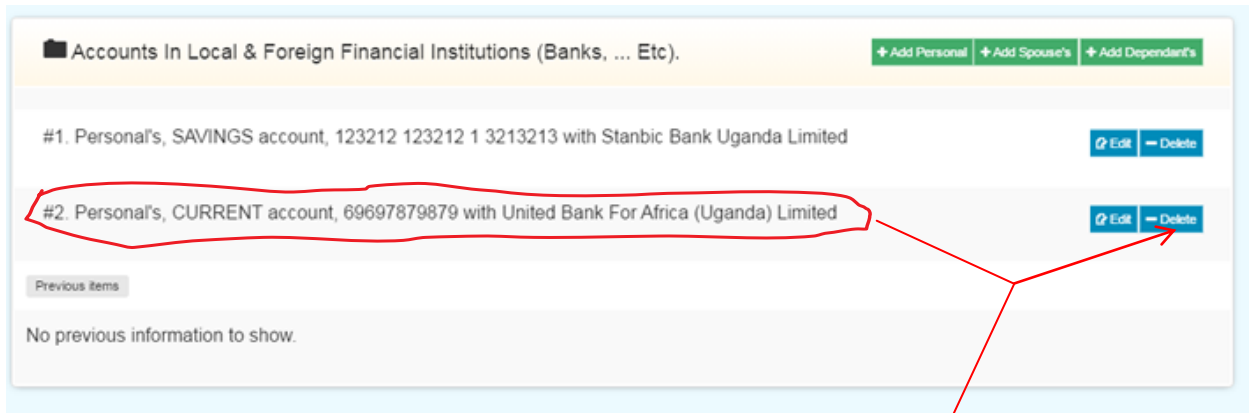 Accounts In Local & Foreign Financial Institutions (Banks, ... Etc). + Add Personal + Add Spouse's + Add Dependant's
#1. Personal's, SAVINGS account, 123212 123212 1 3213213 with Stanbic Bank Uganda Limited Edit − Delete
#2. Personal's, CURRENT account, 69697879879 with United Bank For Africa (Uganda) Limited Edit − Delete
Previous items
No previous information to show.